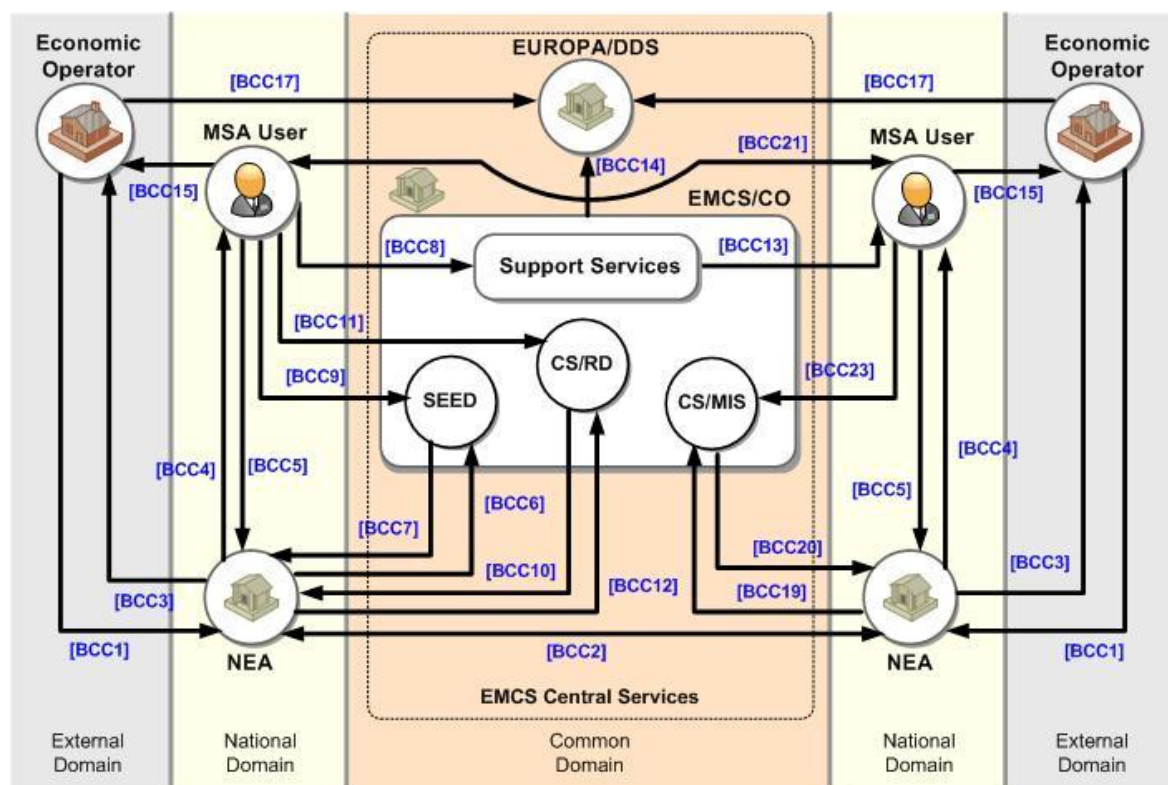 Economic
Operator
EUROPA/DDS
Economic
Operator
[BCC17]
[BCC17]
MSA User
MSA User
[BCC21]
[BCC14]
[BCC15]
[BCC15]
EMCS/CO
[BCC8]
Support Services
[BCC13]
[BCC11]
CS/RD
[BCC9]
[BCC23]
SEED
CS/MIS
[BCC4]
[BCC5]
[BCC4]
[BCC5]
[BCC6]
[BCC7]
[BCC20]
[BCC10]
[BCC12]
[BCC19]
[BCC3]
[BCC3]
[BCC1]
NEA
[BCC2]
NEA
[BCC1]
EMCS Central Services
External
Domain
National
Domain
Common
Domain
National
Domain
External
Domain